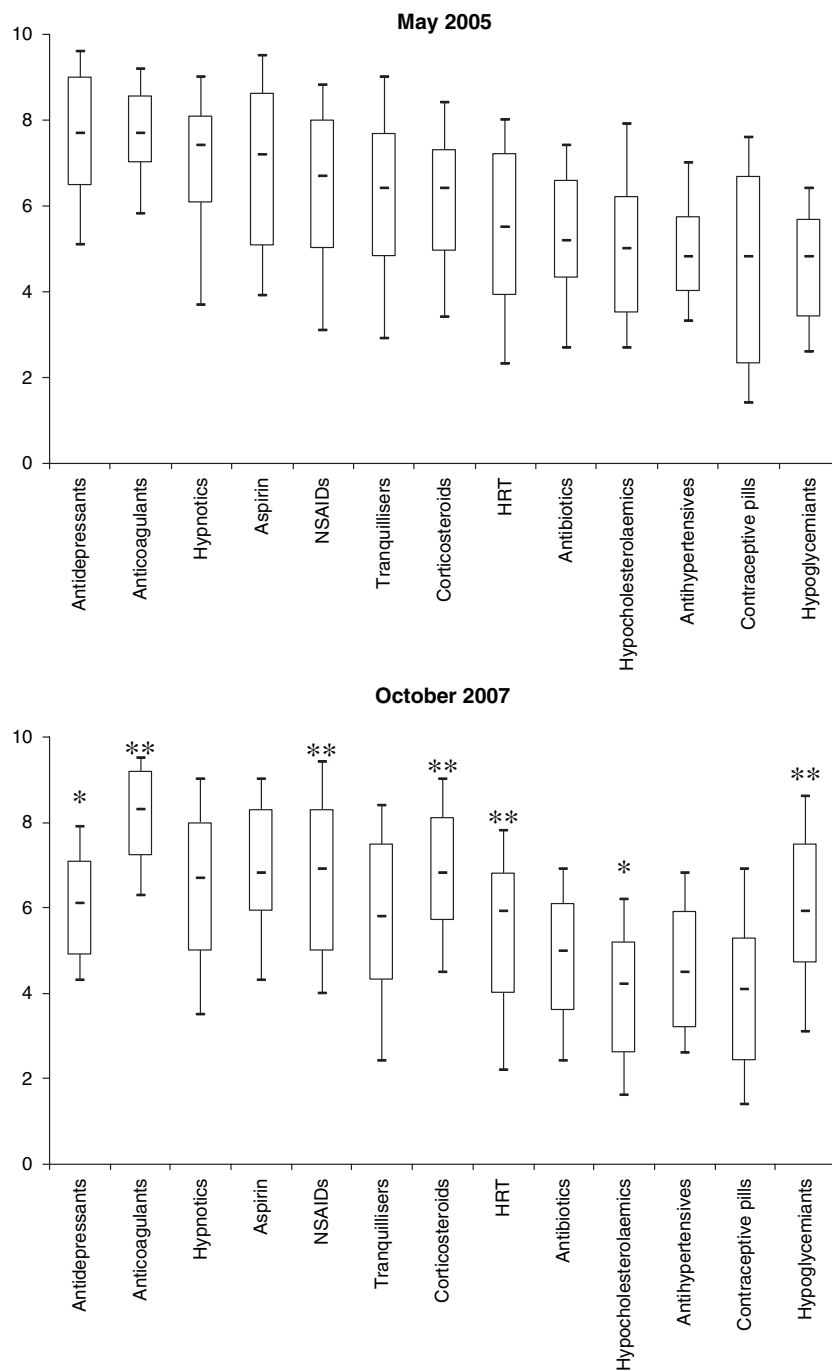 May 2005
10
8
6
4
2
0
Antidepressants
Anticoagulants
Hypnotics
Aspirin
NSAIDs
Tranquillisers
Corticosteroids
HRT
Antibiotics
Hypocholesterolaemics
Antihypertensives
Contraceptive pills
Hypoglycemiants
October 2007
10
8
6
4
2
0
*
**
**
**
**
*
**
Antidepressants
Anticoagulants
Hypnotics
Aspirin
NSAIDs
Tranquillisers
Corticosteroids
HRT
Antibiotics
Hypocholesterolaemics
Antihypertensives
Contraceptive pills
Hypoglycemiants